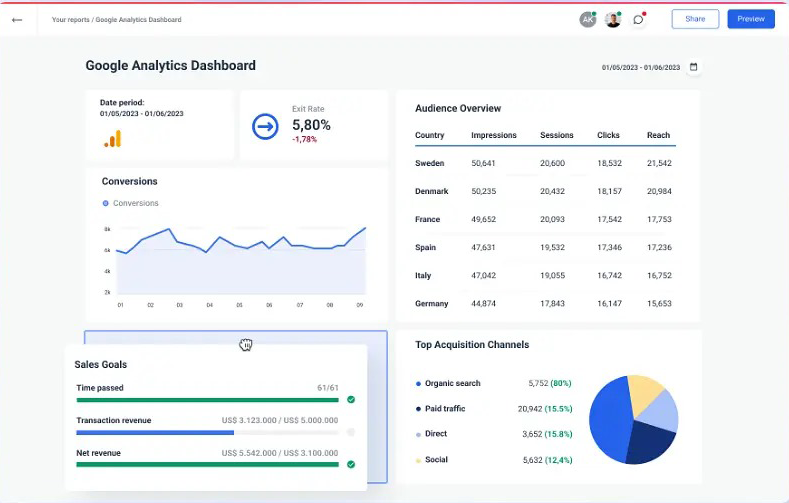 Your reports / Google Analytics Dashboard
AK
Share
Preview
Google Analytics Dashboard
01/05/2023 - 01/06/2023
Date period:
01/05/2023 - 01/06/2023
Exit Rate
5,80%
-1,78%
Conversions
Conversions
8k
6k
4k
2k
01 02 03 04 05 06 07 08 09
Audience Overview
Country Impressions Sessions Clicks Reach
Sweden 50,641 20,600 18,532 21,542
Denmark 50,235 20,432 18,157 20,984
France 49,652 20,093 17,542 17,753
Spain 47,631 19,532 17,346 17,236
Italy 47,042 19,055 16,742 16,752
Germany 44,874 17,843 16,147 15,653
Sales Goals
Time passed 61/61
Transaction revenue US$ 3.123.000 / US$ 5.000.000
Net revenue US$ 5.542.000 / US$ 3.100.000
Top Acquisition Channels
Organic search 5,752 (80%)
Paid traffic 20,942 (15.5%)
Direct 3,652 (15.8%)
Social 5,632 (12,4%)